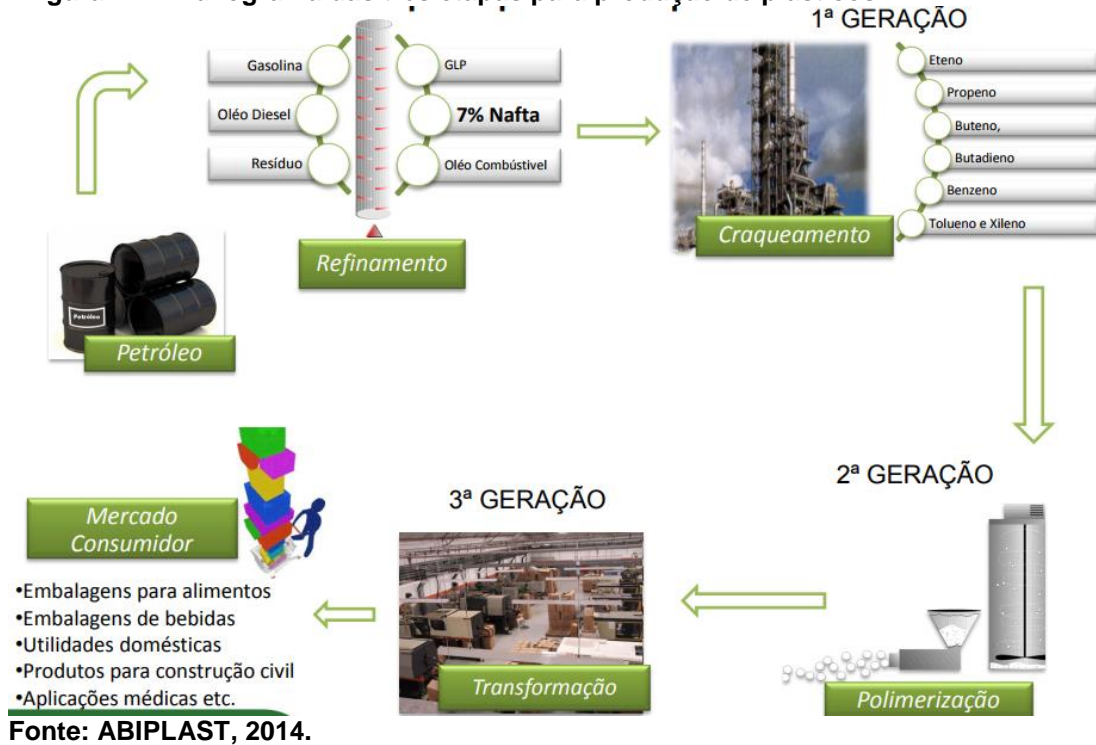 1ª GERAÇÃO
Gasolina
Oléo Diesel
Resíduo
GLP
7% Nafta
Oléo Combústivel
Refinamento
Petróleo
Petróleo
Craqueamento
Eteno
Propeno
Buteno,
Butadieno
Benzeno
Tolueno e Xileno
2ª GERAÇÃO
Polimerização
3ª GERAÇÃO
Transformação
Mercado
Consumidor
•Embalagens para alimentos
•Embalagens de bebidas
•Utilidades domésticas
•Produtos para construção civil
•Aplicações médicas etc.
Fonte: ABIPLAST, 2014.